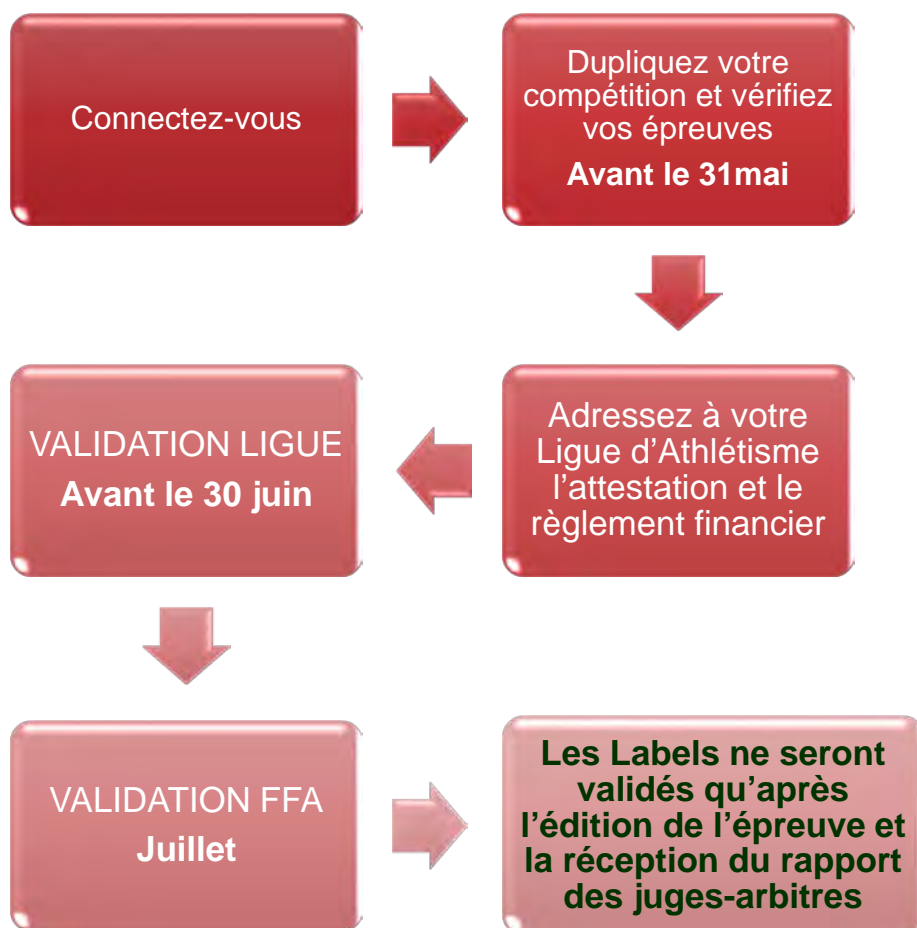 Connectez-vous
Dupliquez votre
compétition et vérifiez
vos épreuves
Avant le 31mai
Adressez à votre
Ligue d'Athlétisme
l'attestation et le
règlement financier
VALIDATION LIGUE
Avant le 30 juin
VALIDATION FFA
Juillet
Les Labels ne seront
validés qu'après
l'édition de l'épreuve et
la réception du rapport
des juges-arbitres